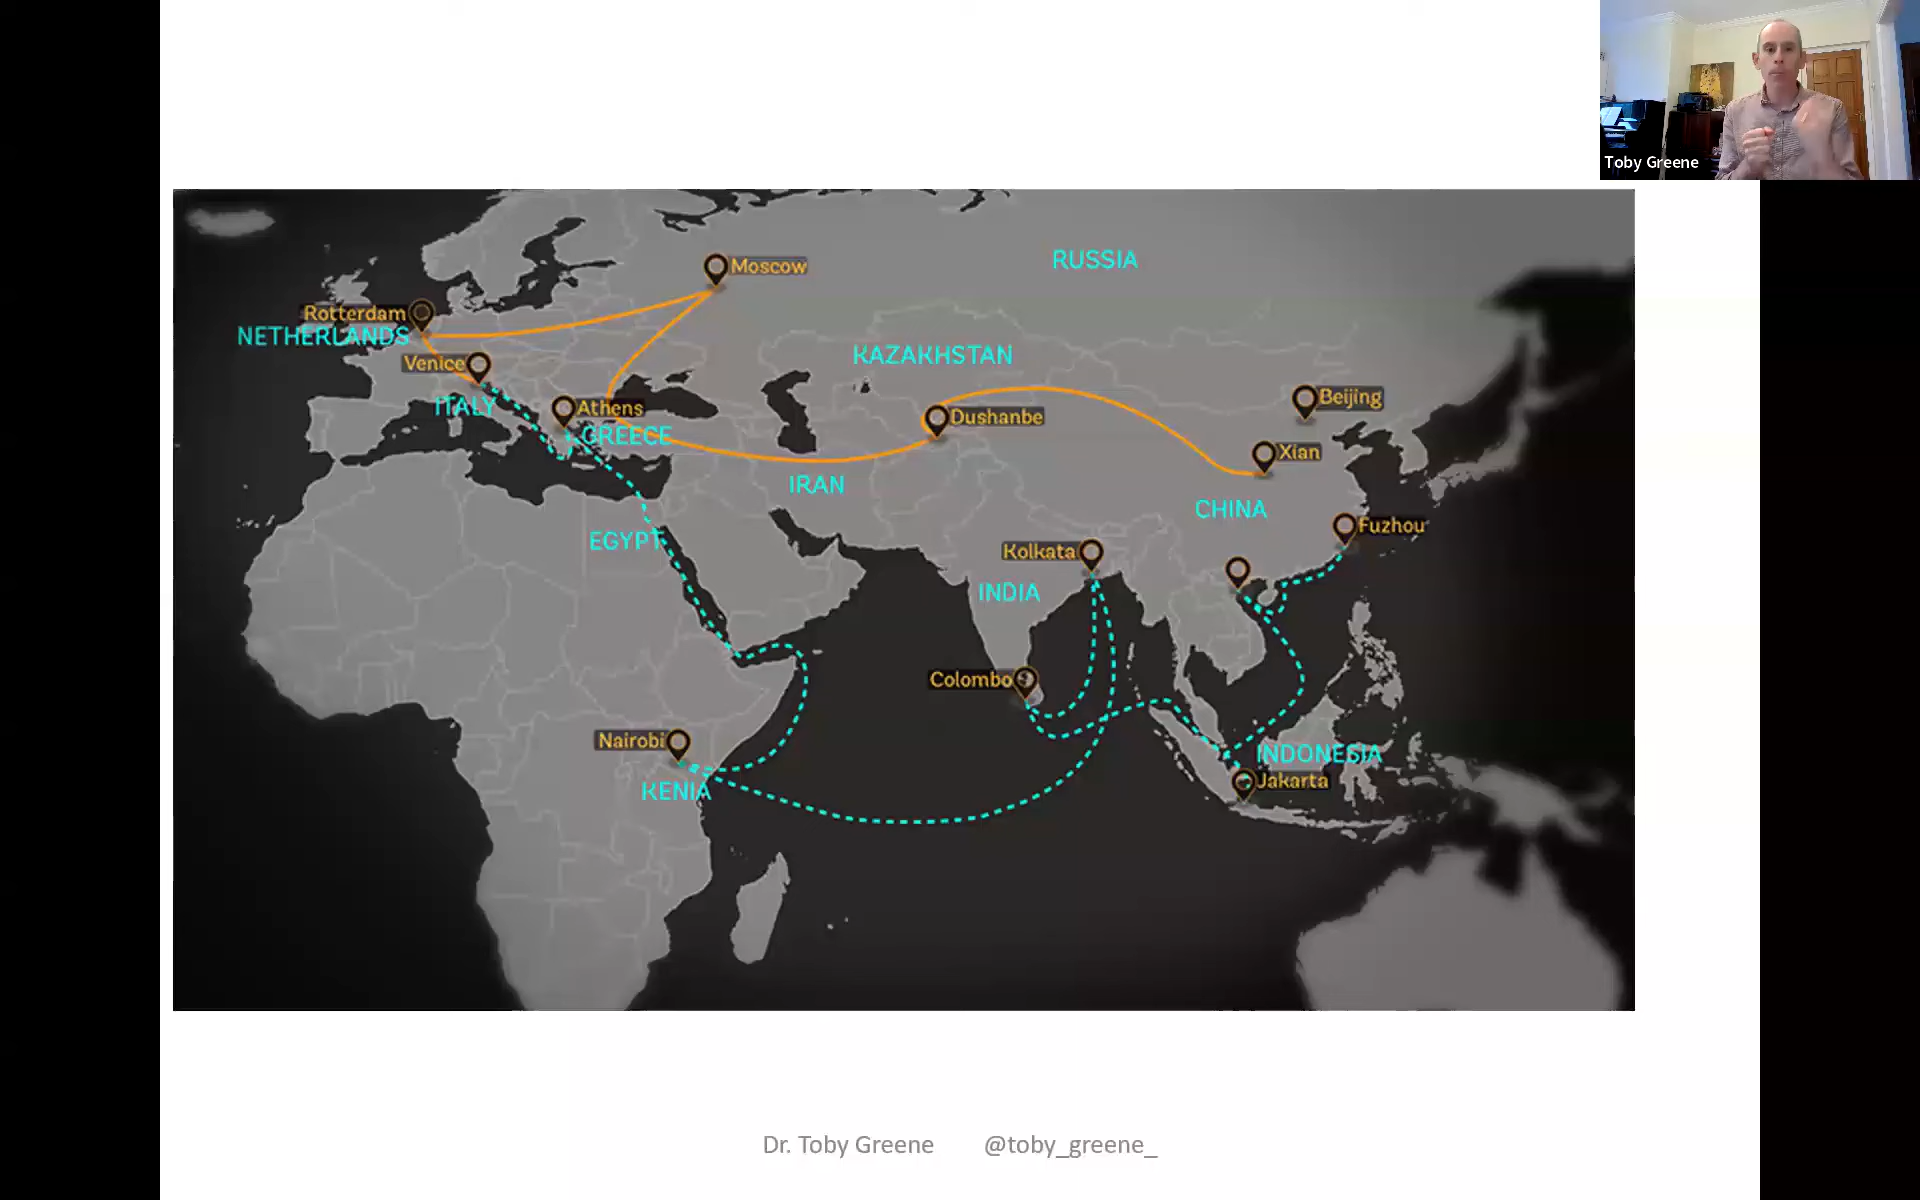 Toby Greene
Moscow
RUSSIA
Rotterdam
NETHERLANDS
Venice
KAZAKHSTAN
ITALY
Athens
GREECE
Dushanbe
Beijing
Xian
IRAN
CHINA
EGYPT
Fuzhou
Kolkata
INDIA
Colombo
Nairobi
KENIA
INDONESIA
Jakarta
Dr. Toby Greene @toby_greene_